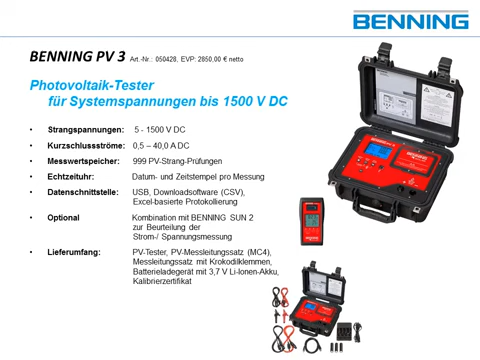 BENNING
BENNING PV 3 Art.-Nr.: 050428, EVP: 2850,00 € netto
Photovoltaik-Tester
für Systemspannungen bis 1500 V DC
• Strangspannungen: 5 - 1500 V DC
• Kurzschlussströme: 0,5 – 40,0 A DC
• Messwertspeicher: 999 PV-Strang-Prüfungen
• Echtzeituhr: Datum- und Zeitstempel pro Messung
• Datenschnittstelle: USB, Downloadsoftware (CSV),
Excel-basierte Protokollierung
• Optional Kombination mit BENNING SUN 2
zur Beurteilung der
Strom-/ Spannungsmessung
• Lieferumfang: PV-Tester, PV-Messleitungssatz (MC4),
Messleitungssatz mit Krokodilklemmen,
Batterieladegerät mit 3,7 V Li-Ionen-Akku,
Kalibrierzertifikat
BENNING